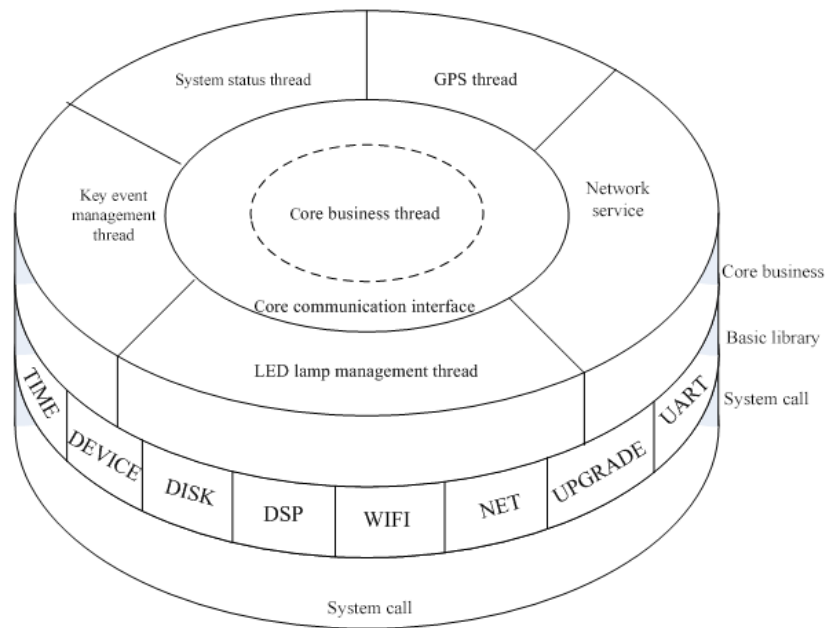 System status thread
GPS thread
Key event
management
thread
Network
service
Core business thread
Core communication interface
LED lamp management thread
Core business
Basic library
System call
TIME
DEVICE
DISK
DSP
WIFI
NET
UPGRADE
UART
System call